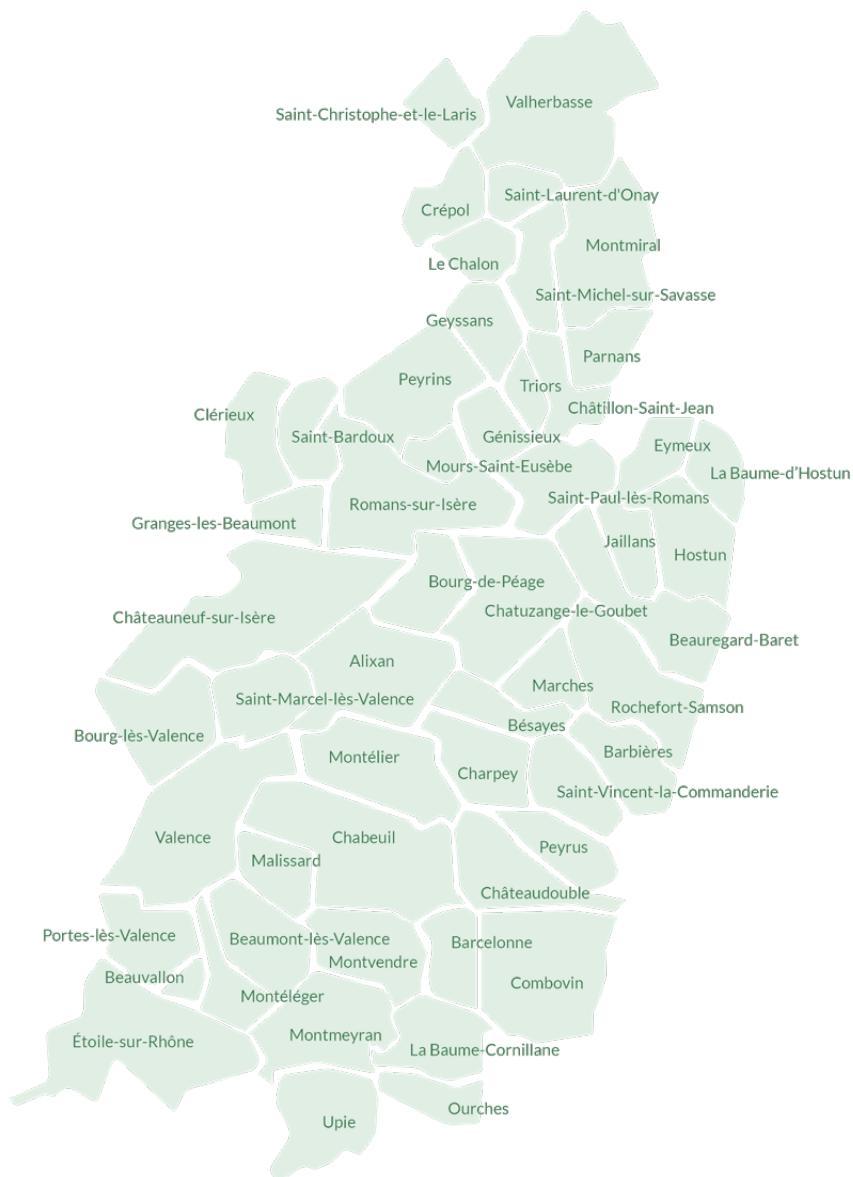 Valherbasse
Saint-Christophe-et-le-Laris
Saint-Laurent-d'Onay
Crépol
Montmiral
Le Chalon
Saint-Michel-sur-Savasse
Geyssans
Parnans
Peyrins
Triors
Châtillon-Saint-Jean
Clérieux
Saint-Bardoux
Génissieux
Eymeux
Mours-Saint-Eusèbe
La Baume-d’Hostun
Saint-Paul-lès-Romans
Romans-sur-Isère
Granges-les-Beaumont
Jaillans
Hostun
Bourg-de-Péage
Chatuzange-le-Goubet
Châteauneuf-sur-Isère
Beauregard-Baret
Alixan
Marches
Saint-Marcel-lès-Valence
Rochefort-Samson
Bésayes
Bourg-lès-Valence
Barbières
Montélier
Charpey
Saint-Vincent-la-Commanderie
Valence
Chabeuil
Peyrus
Malissard
Châteaudouble
Portes-lès-Valence
Beaumont-lès-Valence
Barcelonne
Montvendre
Beauvallon
Combovin
Montéléger
Montmeyran
Étoile-sur-Rhône
La Baume-Cornillane
Ourches
Upie